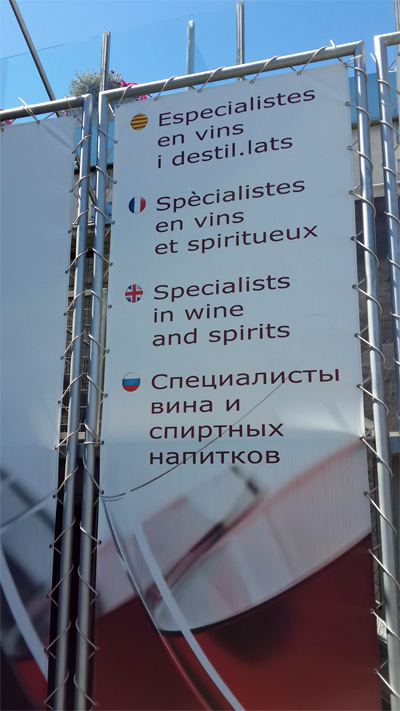 Especialistes
en vins
i destil.lats
Spècialistes
en vins
et spiritueux
Specialists
in wine
and spirits
Специалисты
вина и
спиртных
напитков